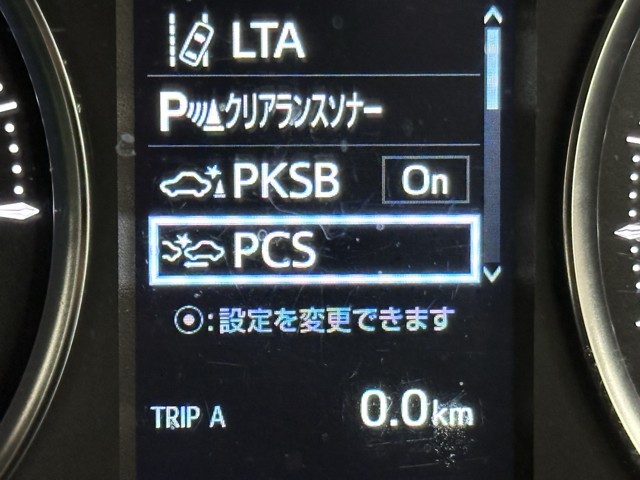 LTA
P クリアランスソナー
PKSB On
PCS
⦿:設定を変更できます
TRIP A 0.0km